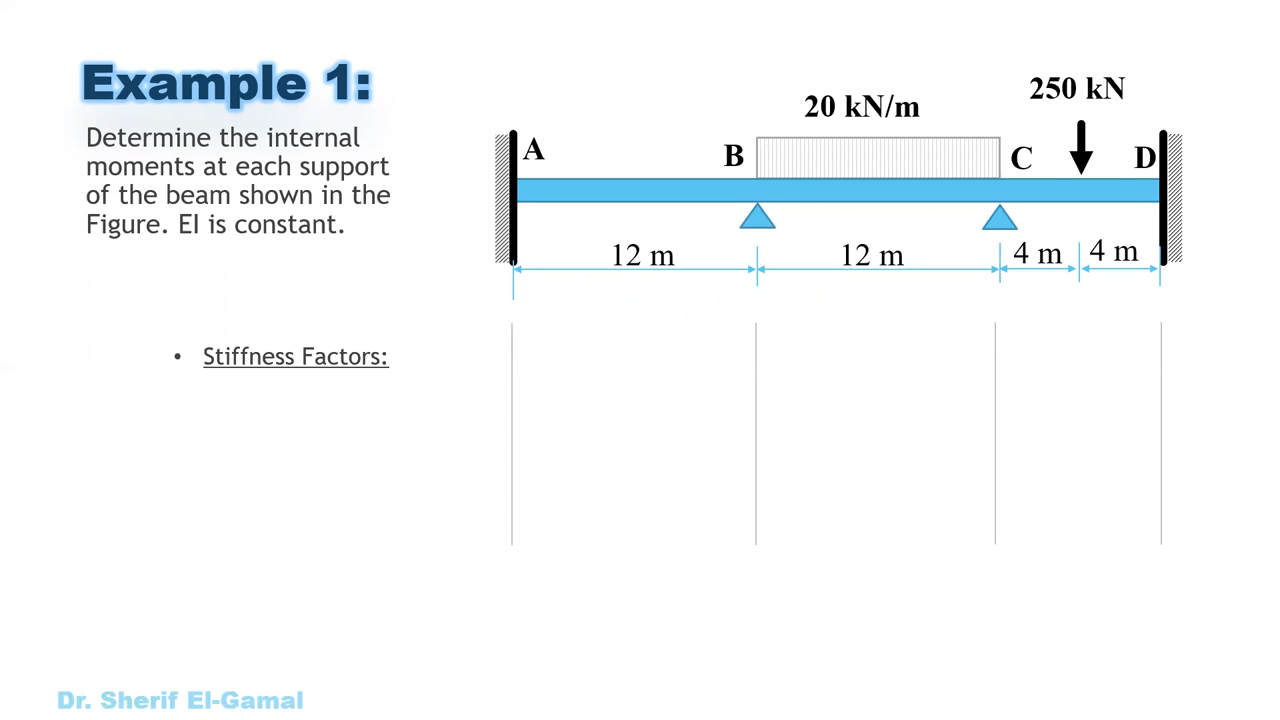 Example 1:
Determine the internal
moments at each support
of the beam shown in the
Figure. EI is constant.
250 kN
20 kN/m
A
B
C
D
12 m
12 m
4 m
4 m
• Stiffness Factors:
Dr. Sherif El-Gamal